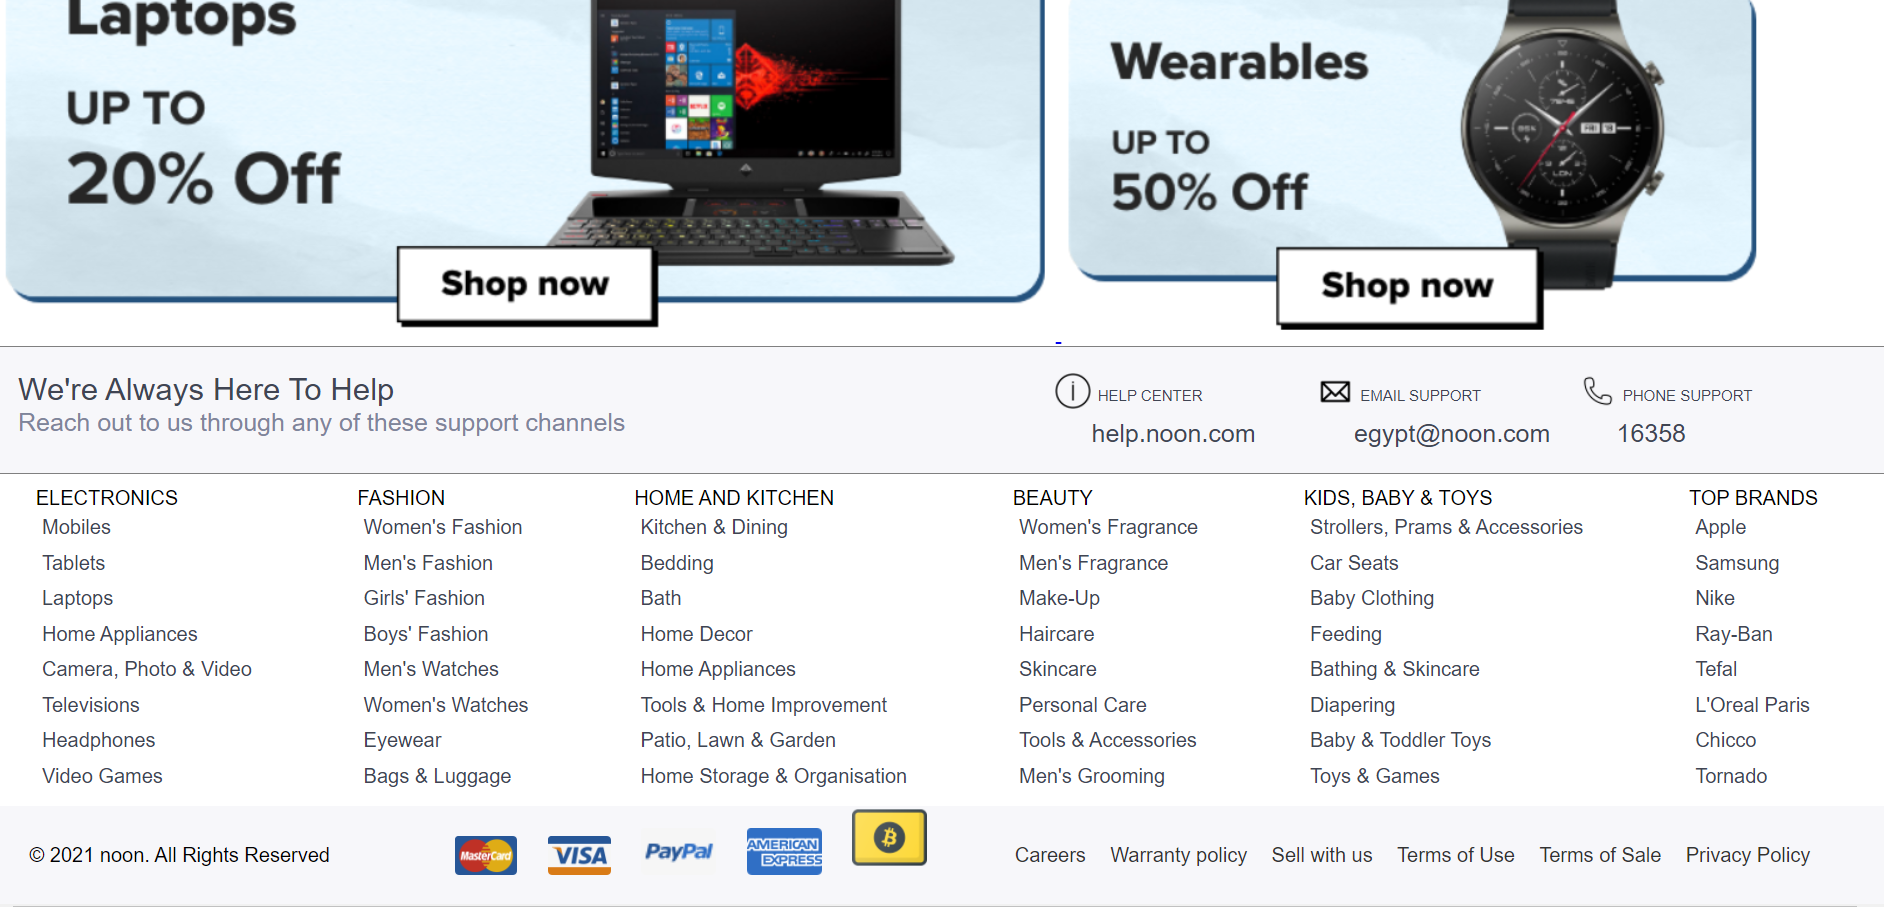 Laptops
UP TO
20% Off
Shop now
Wearables
UP TO
50% Off
Shop now
We're Always Here To Help
Reach out to us through any of these support channels
HELP CENTER
help.noon.com
EMAIL SUPPORT
egypt@noon.com
PHONE SUPPORT
16358
ELECTRONICS
Mobiles
Tablets
Laptops
Home Appliances
Camera, Photo & Video
Televisions
Headphones
Video Games
FASHION
Women's Fashion
Men's Fashion
Girls' Fashion
Boys' Fashion
Men's Watches
Women's Watches
Eyewear
Bags & Luggage
HOME AND KITCHEN
Kitchen & Dining
Bedding
Bath
Home Decor
Home Appliances
Tools & Home Improvement
Patio, Lawn & Garden
Home Storage & Organisation
BEAUTY
Women's Fragrance
Men's Fragrance
Make-Up
Haircare
Skincare
Personal Care
Tools & Accessories
Men's Grooming
KIDS, BABY & TOYS
Strollers, Prams & Accessories
Car Seats
Baby Clothing
Feeding
Bathing & Skincare
Diapering
Baby & Toddler Toys
Toys & Games
TOP BRANDS
Apple
Samsung
Nike
Ray-Ban
Tefal
L'Oreal Paris
Chicco
Tornado
© 2021 noon. All Rights Reserved
MasterCard
VISA
PayPal
AMERICAN
EXPRESS
Careers Warranty policy Sell with us Terms of Use Terms of Sale Privacy Policy